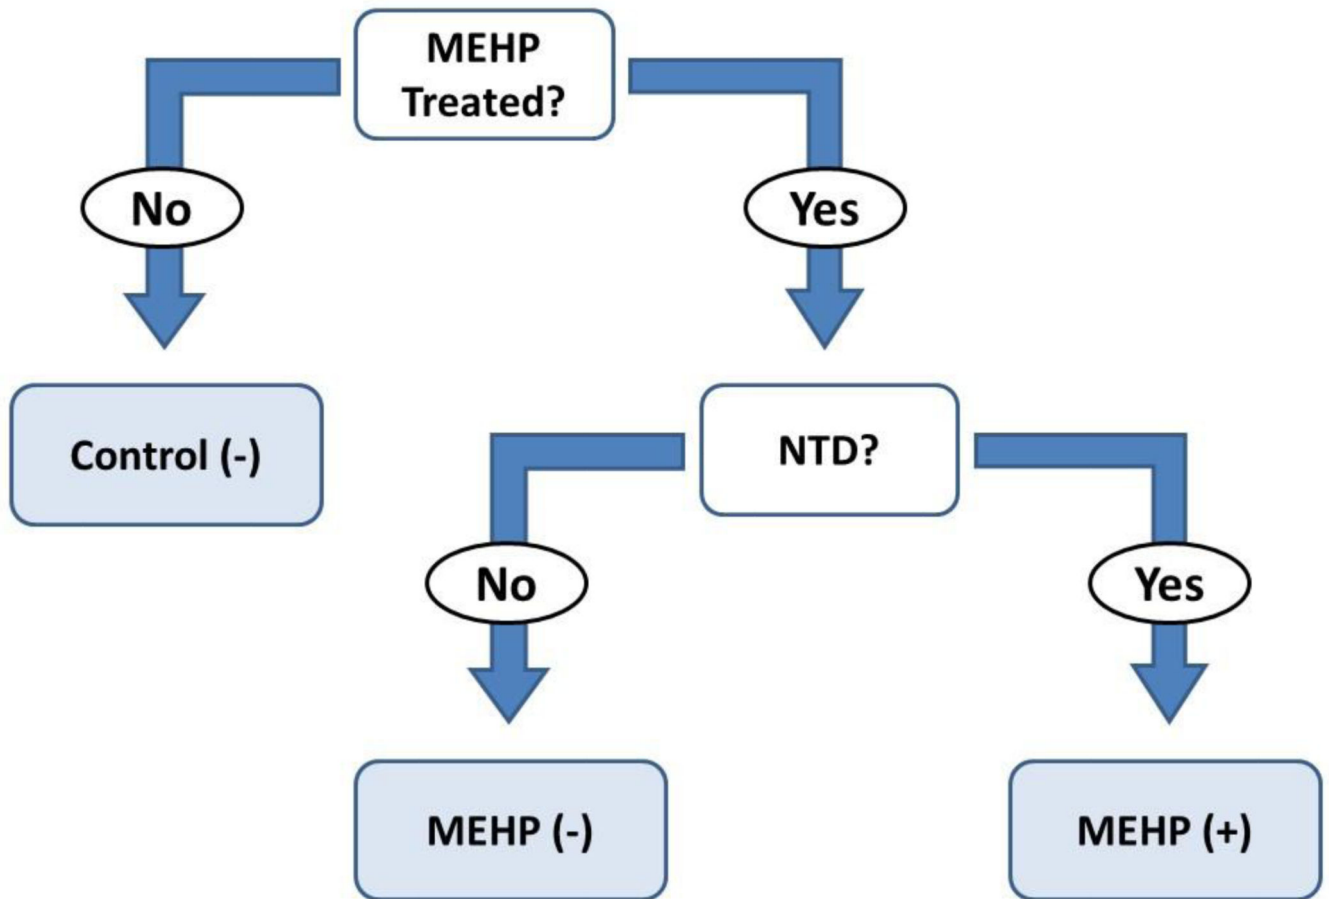 MEHP
Treated?
No
Yes
Control (-)
NTD?
No
Yes
MEHP (-)
MEHP (+)